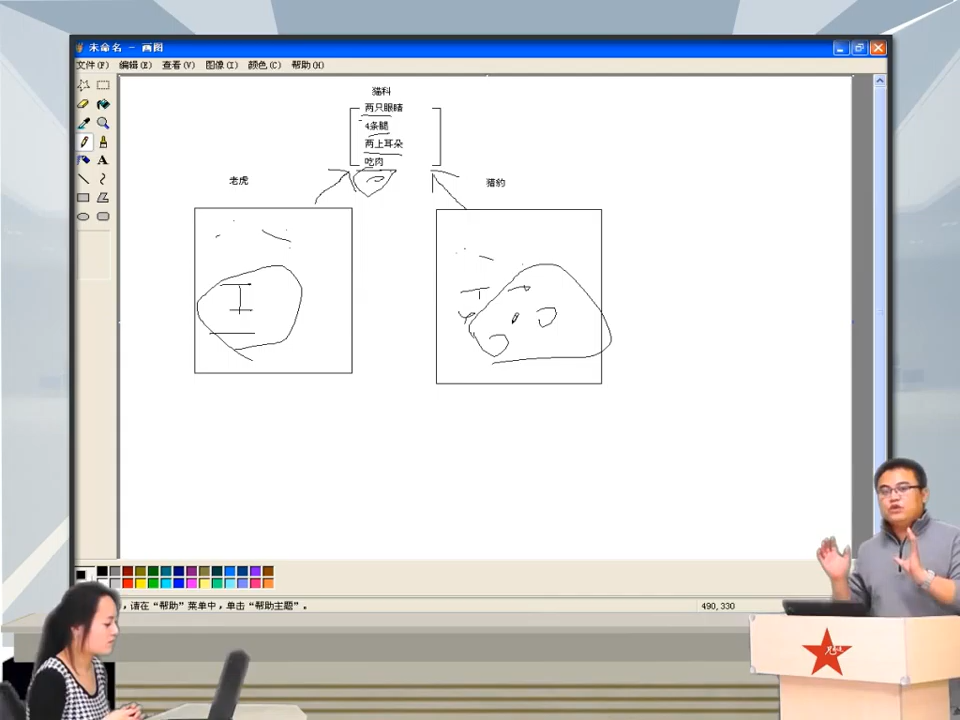 未命名 - 画图
文件(F) 编辑(E) 查看(V) 图像(I) 颜色(C) 帮助(H)
猫科
两只眼睛
4条腿
两上耳朵
吃肉
老虎
猎豹
，请在“帮助”菜单中，单击“帮助主题”。
490,330